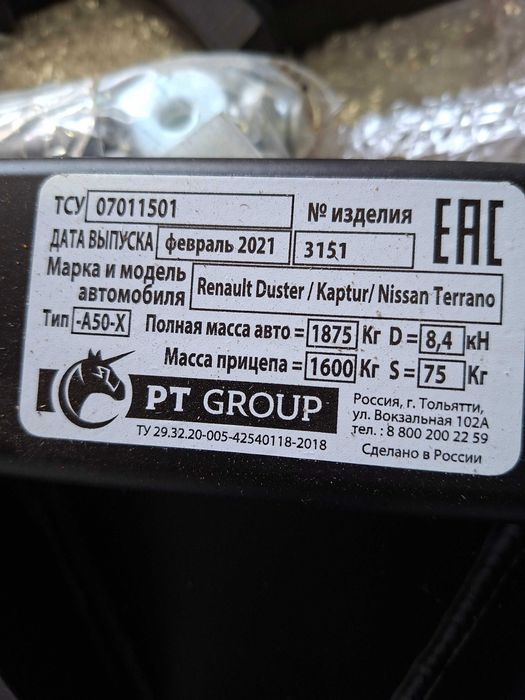 ТСУ 07011501 № изделия EAC
ДАТА ВЫПУСКА февраль 2021 3151
Марка и модель автомобиля Renault Duster / Kaptur/ Nissan Terrano
Тип -А50-Х Полная масса авто = 1875 Кг D = 8,4 кН
Масса прицепа = 1600 Кг S = 75 Кг
PT GROUP
ТУ 29.32.20-005-42540118-2018
Россия, г. Тольятти,
ул. Вокзальная 102А
тел.: 8 800 200 22 59
Сделано в России